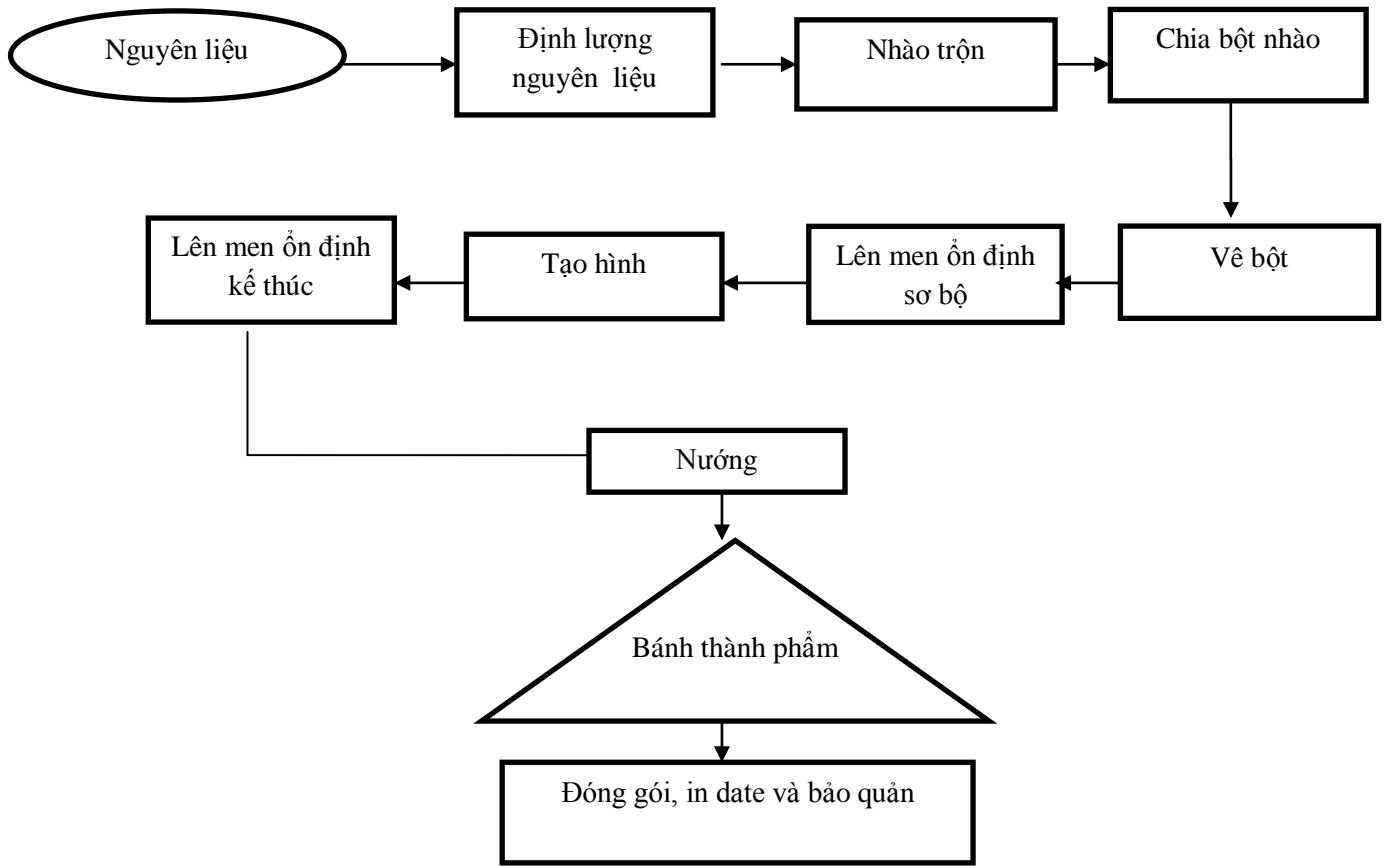 Nguyên liệu
Định lượng
nguyên liệu
Nhào trộn
Chia bột nhào
Vê bột
Lên men ổn định
sơ bộ
Tạo hình
Lên men ổn định
kế thúc
Nướng
Bánh thành phẩm
Đóng gói, in date và bảo quản